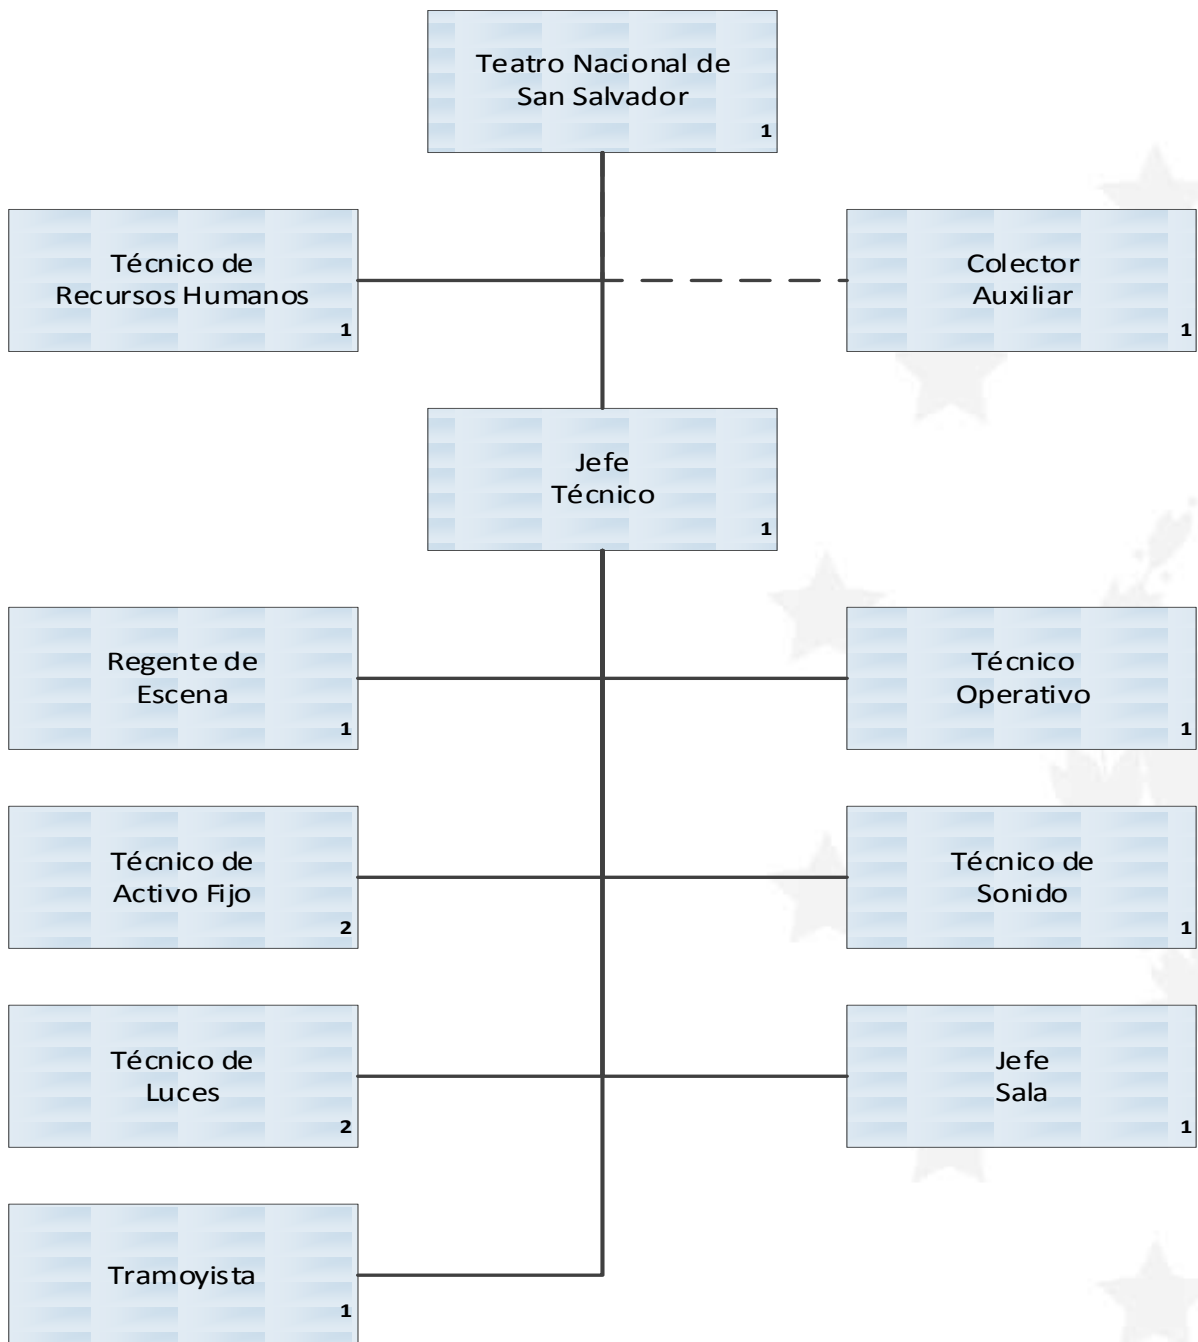 Teatro Nacional de
San Salvador
1
Técnico de
Recursos Humanos
1
Colector
Auxiliar
1
Jefe
Técnico
1
Regente de
Escena
1
Técnico
Operativo
1
Técnico de
Activo Fijo
2
Técnico de
Sonido
1
Técnico de
Luces
2
Jefe
Sala
1
Tramoyista
1